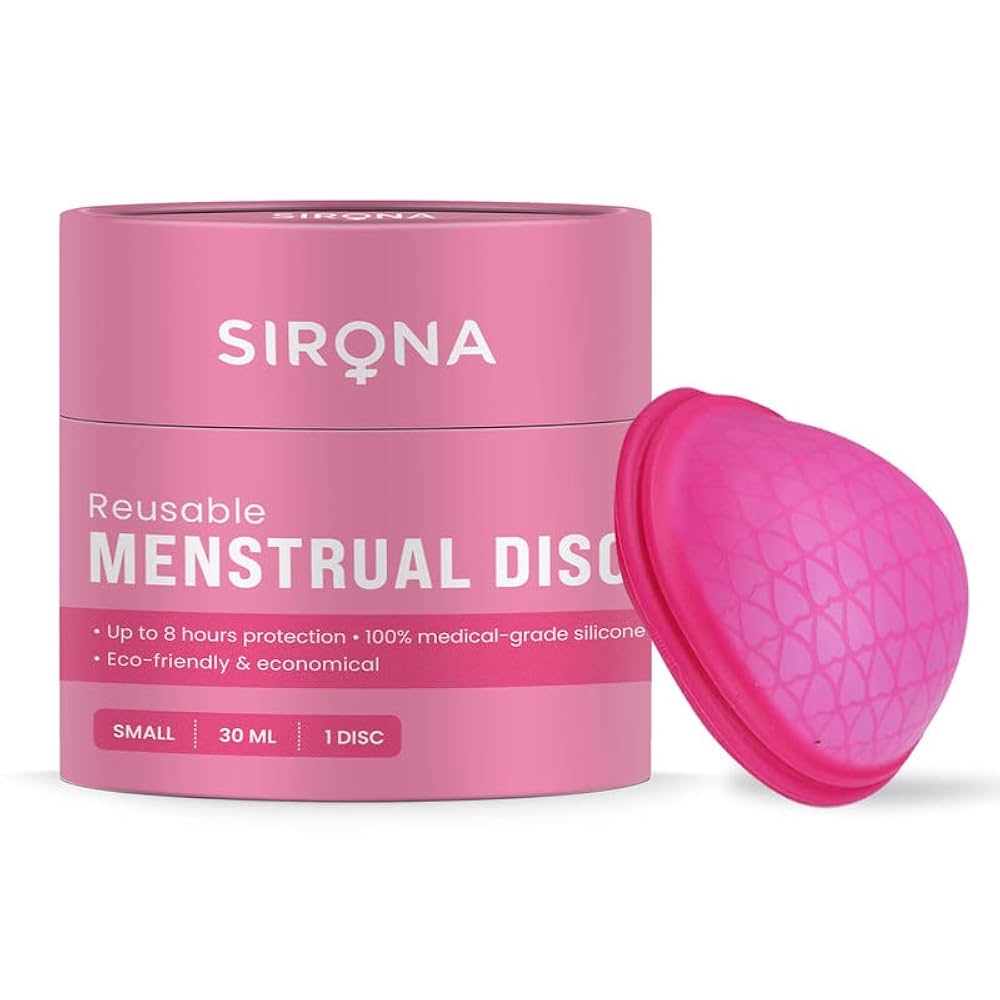 SIRONA
SIRONA
Reusable
MENSTRUAL DISC
• Up to 8 hours protection • 100% medical-grade silicone
• Eco-friendly & economical
SMALL 30 ML 1 DISC